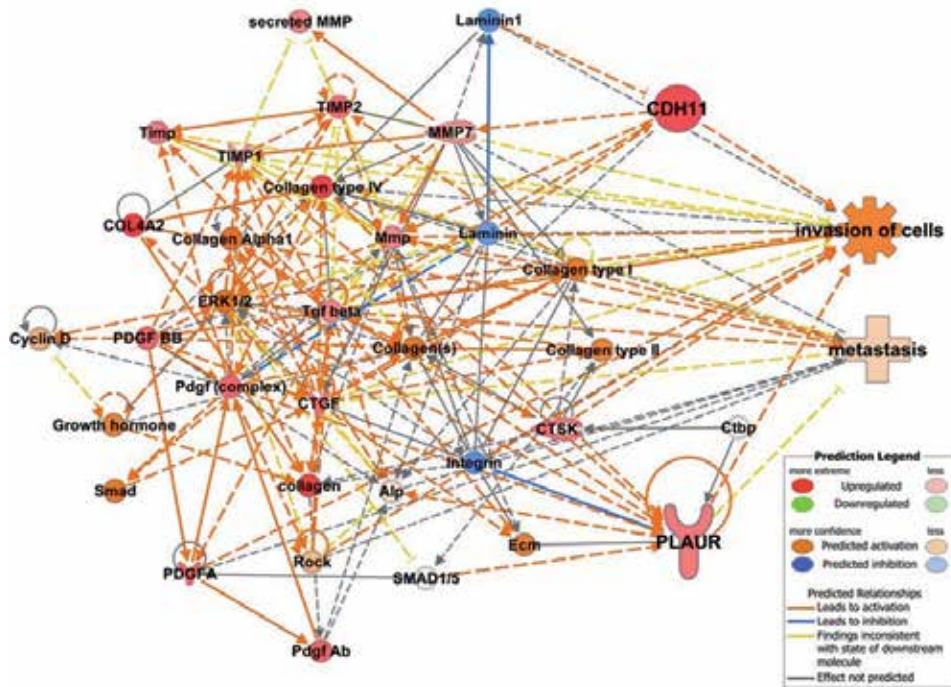 secreted MMP
Laminin1
CDH11
TIMP2
Timp
MMP7
TIMP1
Collagen type IV
COL4A2
Collagen Alpha1
Mmp
Laminin
invasion of cells
Collagen type I
ERK1/2
Tgf beta
Cyclin D
PDGF BB
Collagen(s)
Collagen type II
metastasis
Pdgf (complex)
CTGF
Growth hormone
CTSK
Ctbp
Integrin
Smad
collagen
Alp
Ecm
PLAUR
PDGFA
Rock
SMAD1/5
Pdgf Ab
Prediction Legend
more extreme less
Upregulated
Downregulated
more confidence less
Predicted activation
Predicted inhibition
Predicted Relationships
Leads to activation
Leads to inhibition
Findings inconsistent
with state of downstream
molecule
Effect not predicted